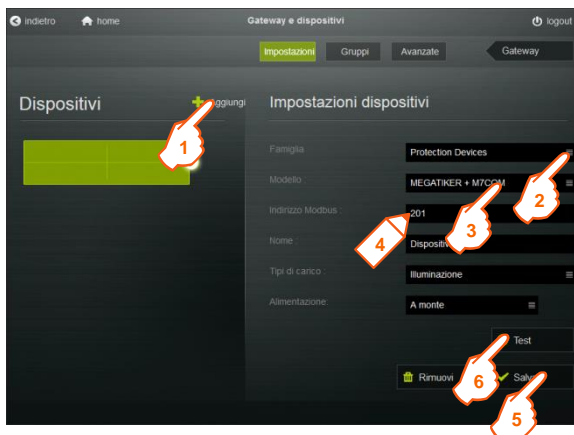 indietro home Gateway e dispositivi logout
Impostazioni Gruppi Avanzate Gateway
Dispositivi Aggiungi Impostazioni dispositivi
1
Famiglia Protection Devices
2
Modello MEGATIKER + M7COM
3
Indirizzo Modbus : 201
4
Nome :
Tipi di carico : Illuminazione
Alimentazione: A monte
Test
6
Rimuovi
5